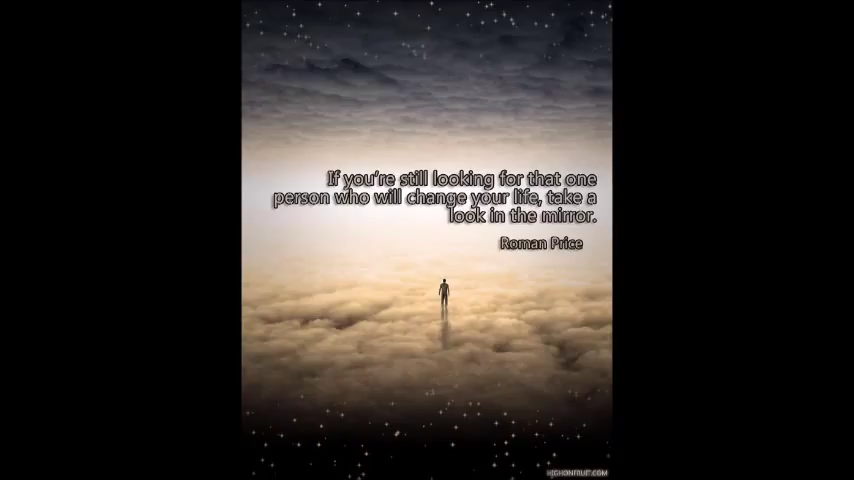 If you're still looking for that one
person who will change your life, take a
look in the mirror.
Roman Price